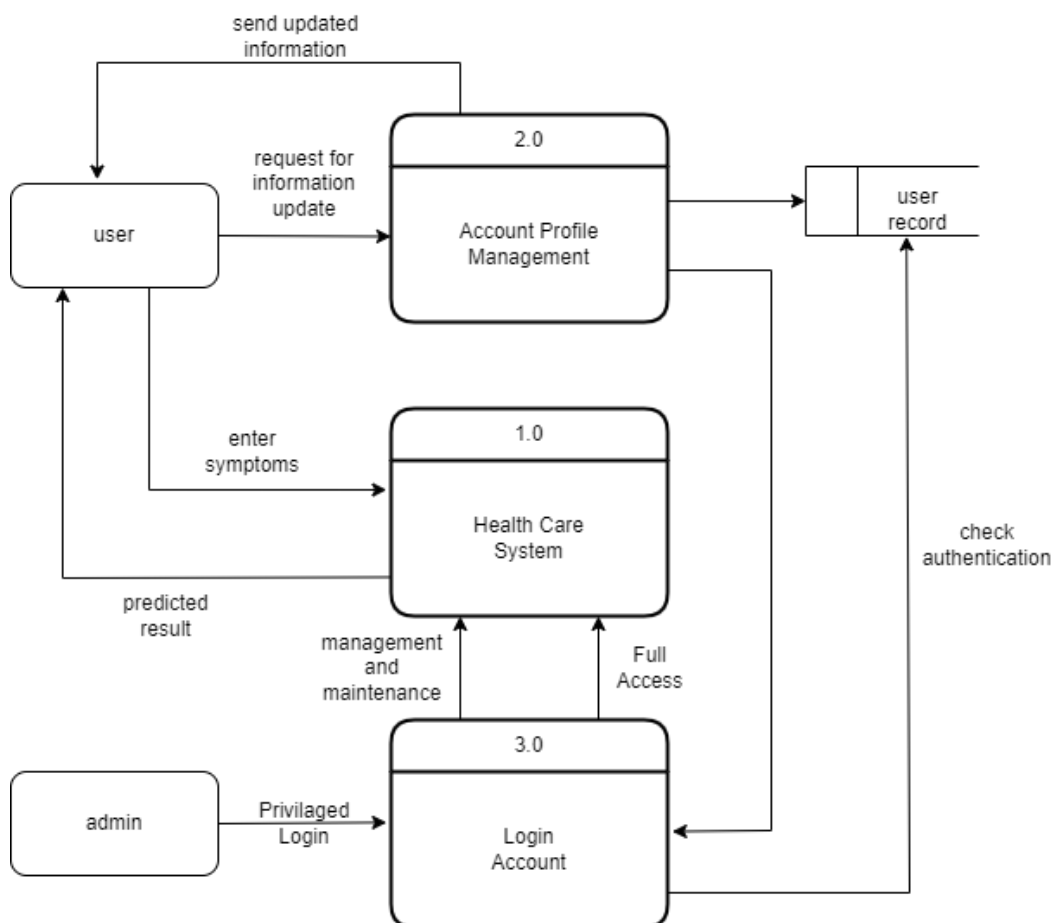 send updated
information
2.0
request for
information
update
user
Account Profile
Management
user
record
1.0
enter
symptoms
Health Care
System
check
authentication
predicted
result
management
and
maintenance
Full
Access
3.0
admin
Privilaged
Login
Login
Account